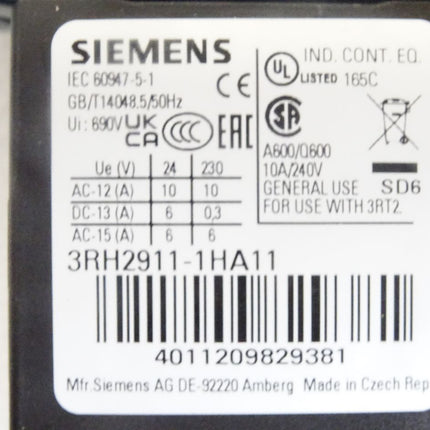 SIEMENS
IEC 60947-5-1
GB/T14048.5/50Hz
Ui: 690V
CE
UK
CA
CCC
EAC
Ue (V) 24 230
AC-12 (A) 10 10
DC-13 (A) 6 0,3
AC-15 (A) 6 6
UL
LISTED
IND. CONT. EQ.
165C
SA
A600/Q600
10A/240V
GENERAL USE
FOR USE WITH 3RT2.
SD6
3RH2911-1HA11
4011209829381
Mfr.Siemens AG DE-92220 Amberg Made in Czech Rep